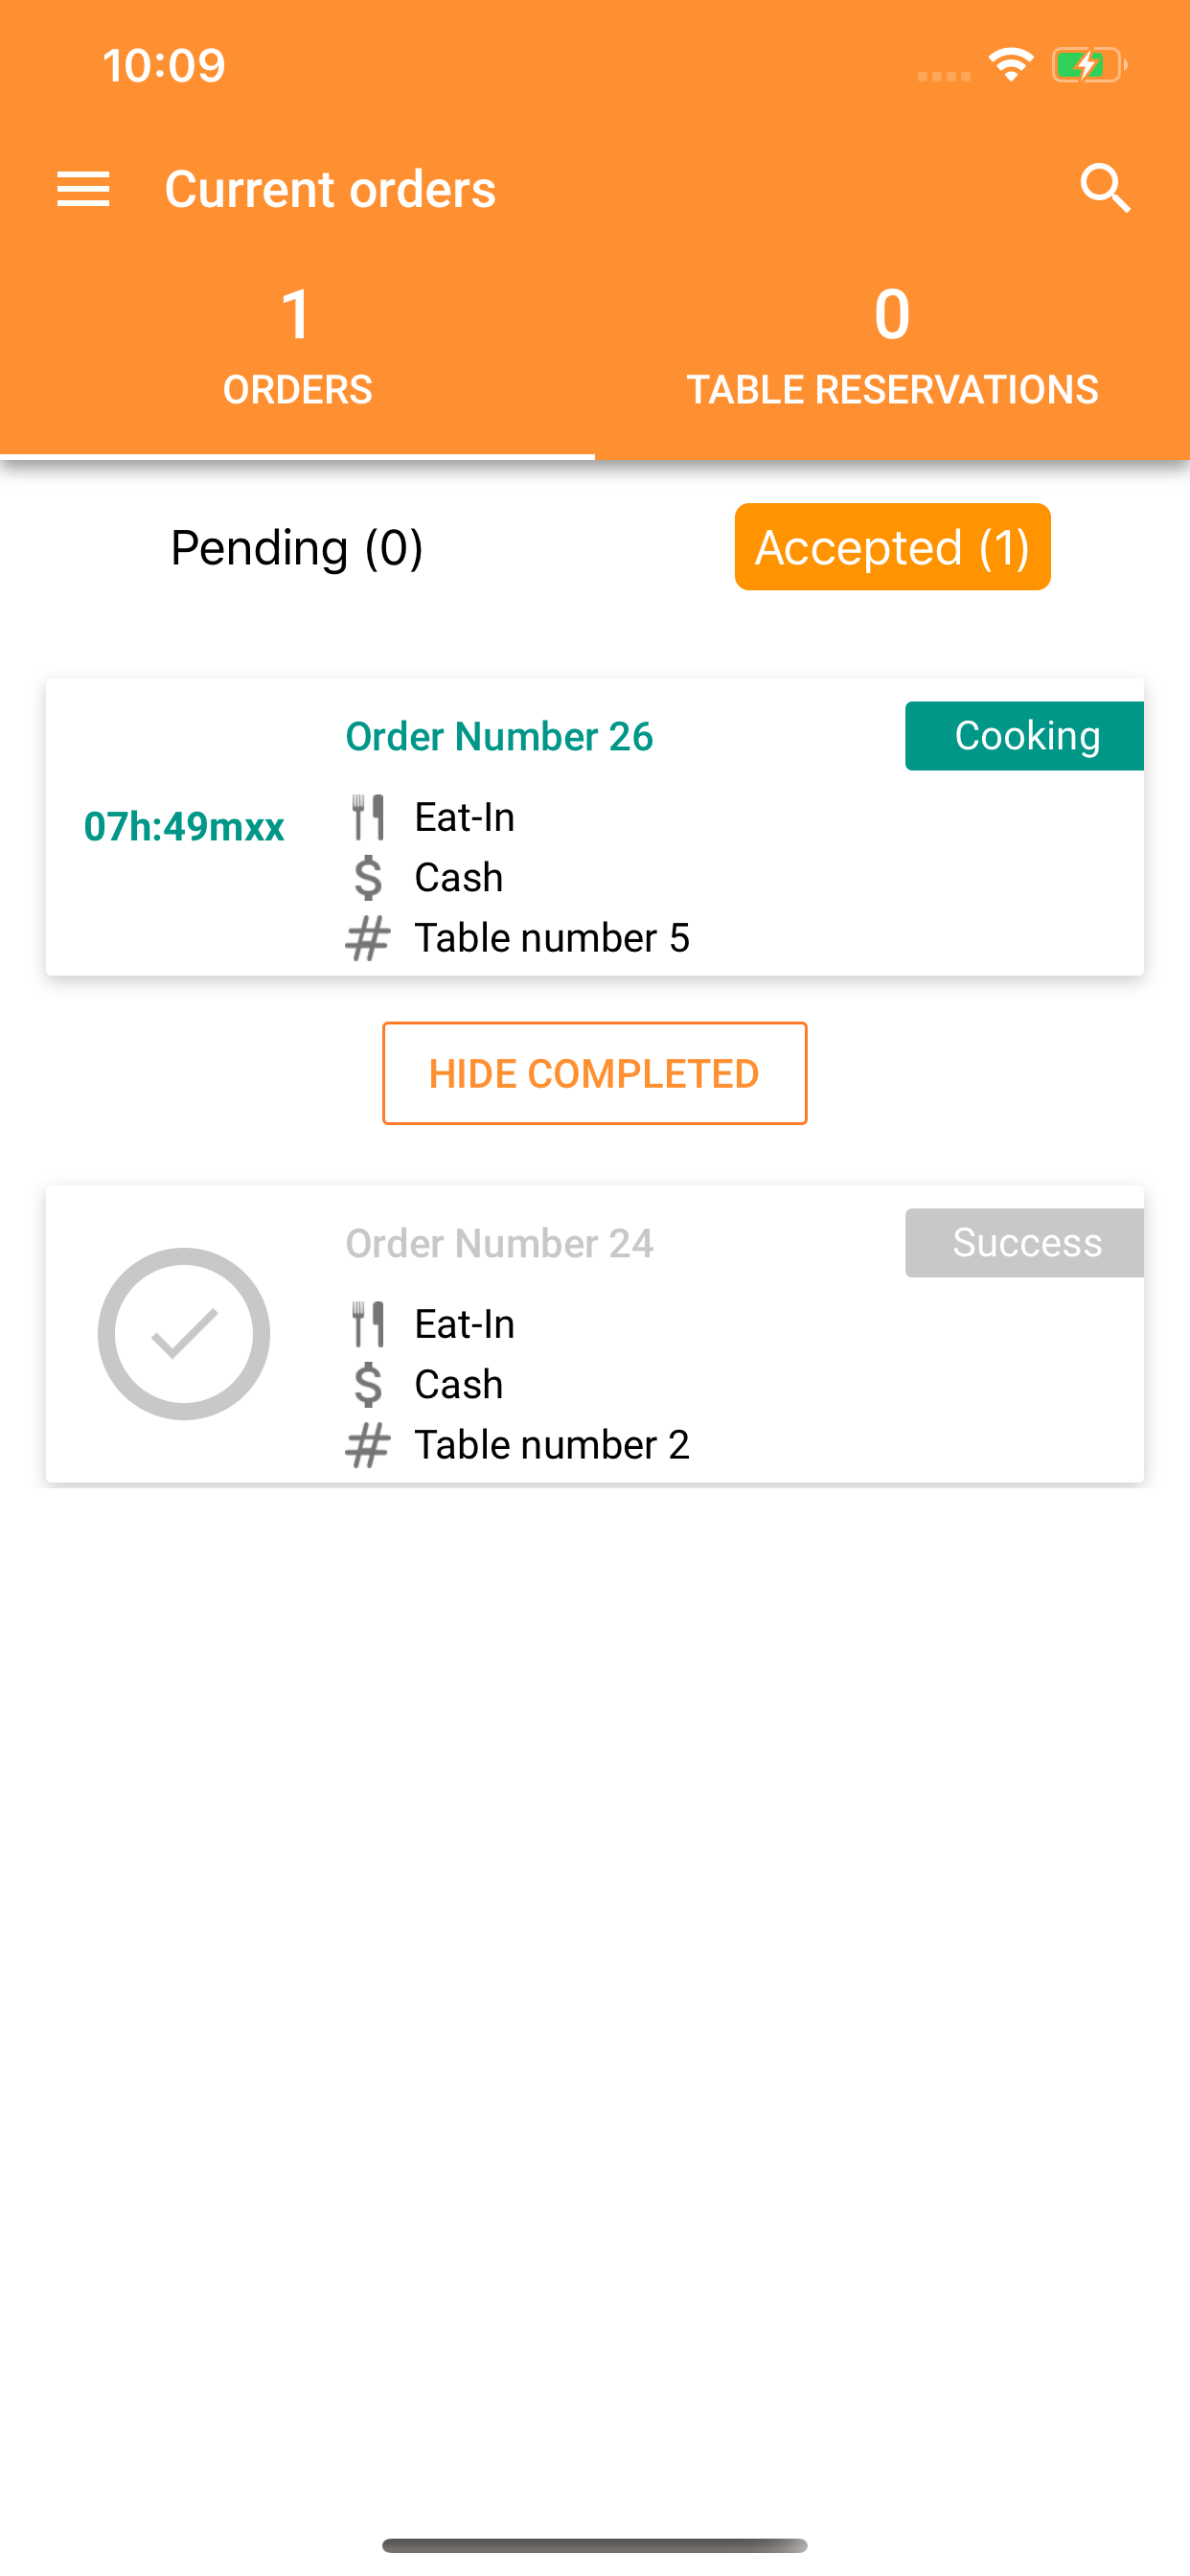 10:09
Current orders
1
ORDERS
0
TABLE RESERVATIONS
Pending (0)
Accepted (1)
Order Number 26
Cooking
07h:49mxx
Eat-In
Cash
Table number 5
HIDE COMPLETED
Order Number 24
Success
Eat-In
Cash
Table number 2